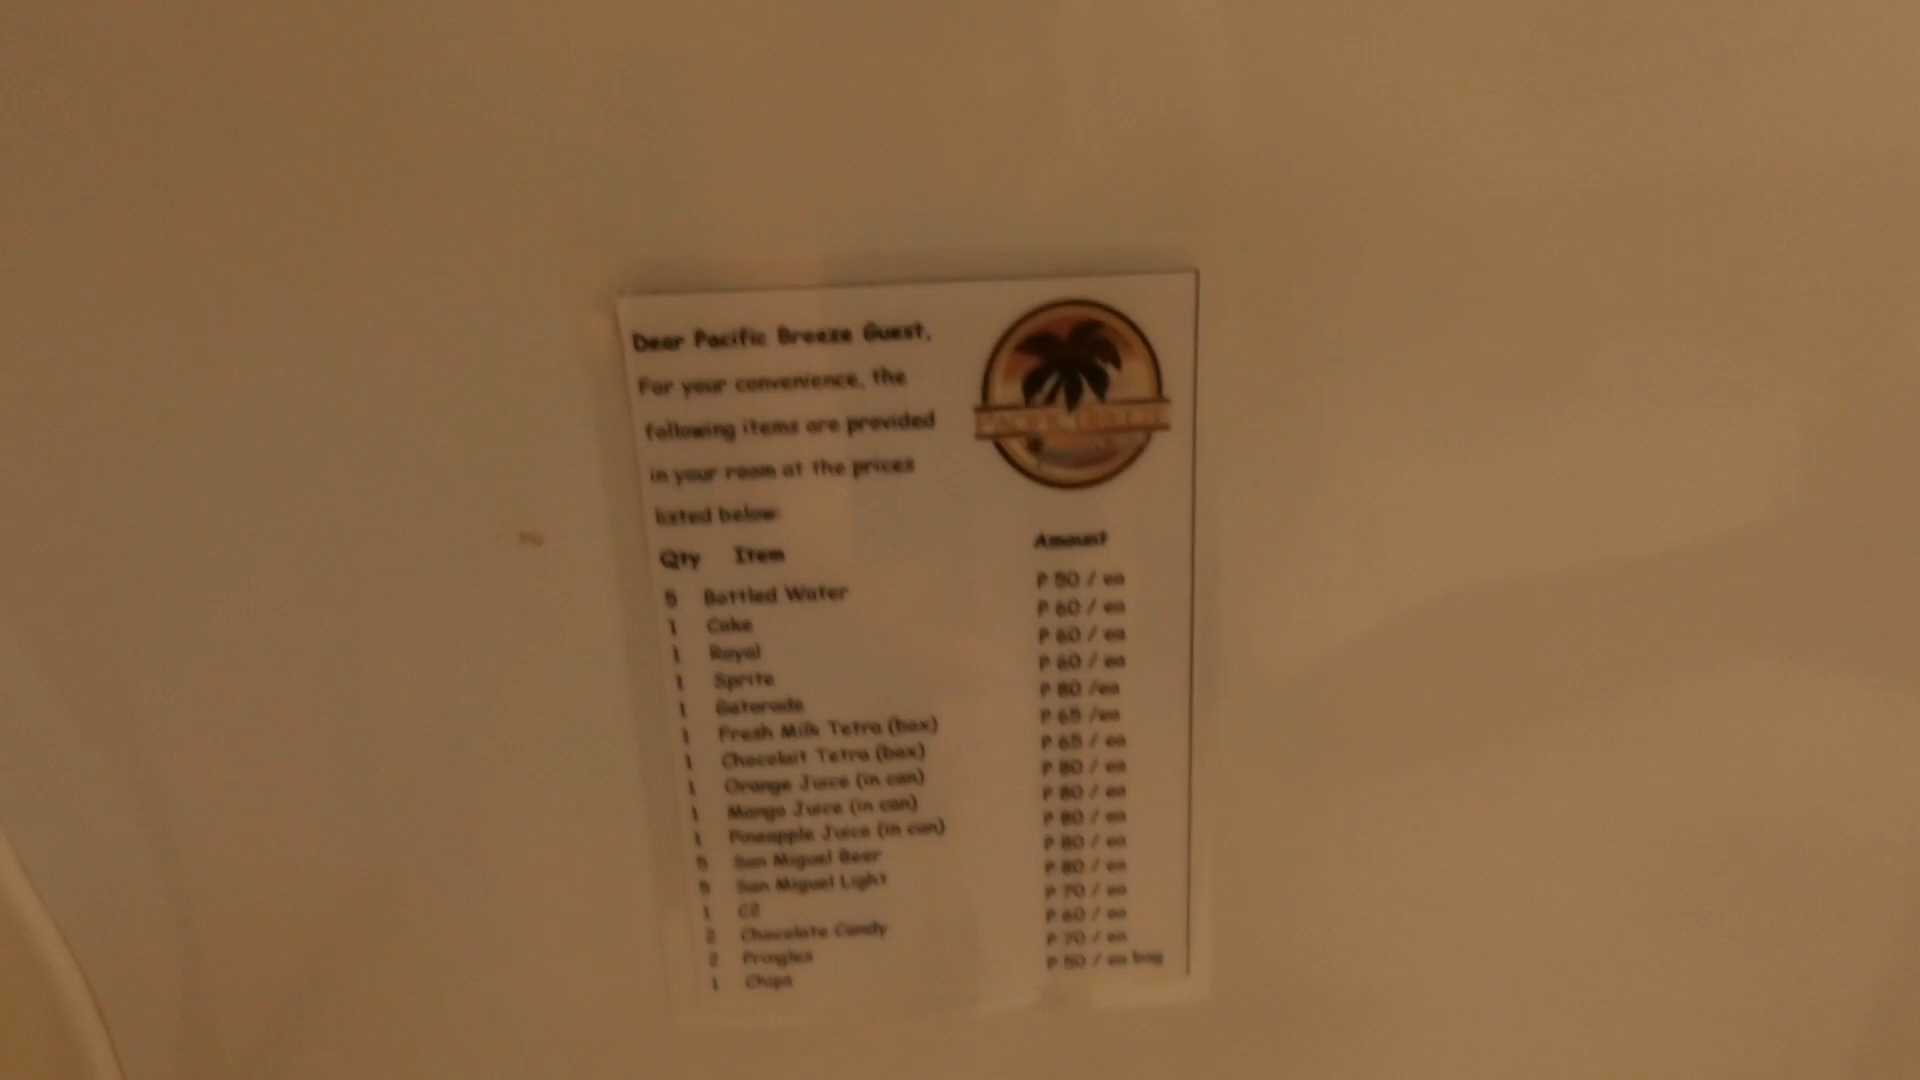 Dear Pacific Breeze Guest,
For your convenience, the
following items are provided
in your room at the prices
listed below:
Qty Item Amount
5 Bottled Water P 50 / ea
1 Coke P 60 / ea
1 Royal P 60 / ea
1 Sprite P 60 / ea
1 Gatorade P 80 /ea
1 Fresh Milk Tetra (box) P 65 /ea
1 Chocolait Tetra (box) P 65 / ea
1 Orange Juice (in can) P 80 / ea
1 Mango Juice (in can) P 80 / ea
1 Pineapple Juice (in can) P 80 / ea
5 San Miguel Beer P 80 / ea
5 San Miguel Light P 80 / ea
1 C2 P 70 / ea
2 Chocolate Candy P 60 / ea
2 Pringles P 70 / ea
1 Chips P 50 / ea bag
PACIFIC BREEZE